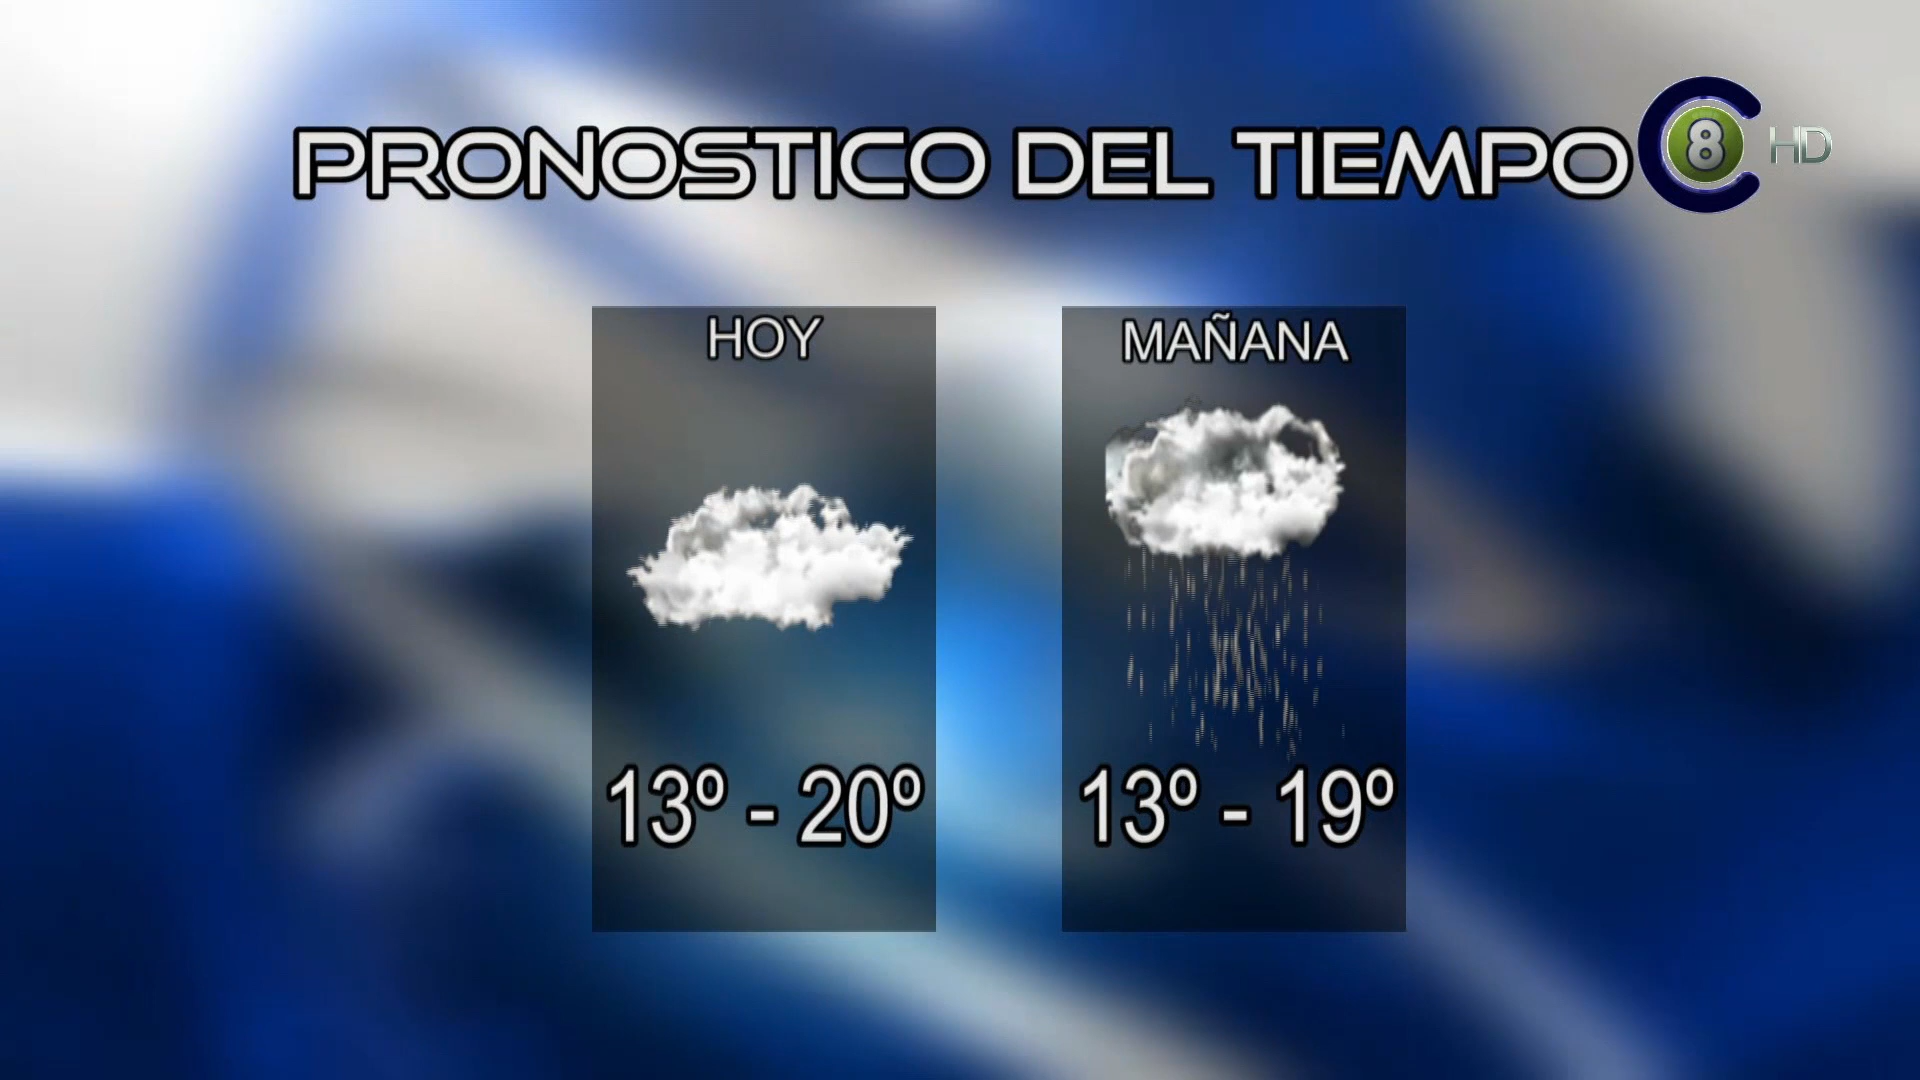 PRONOSTICO DEL TIEMPO
C 8 HD
HOY
MAÑANA
13º - 20º
13º - 19º